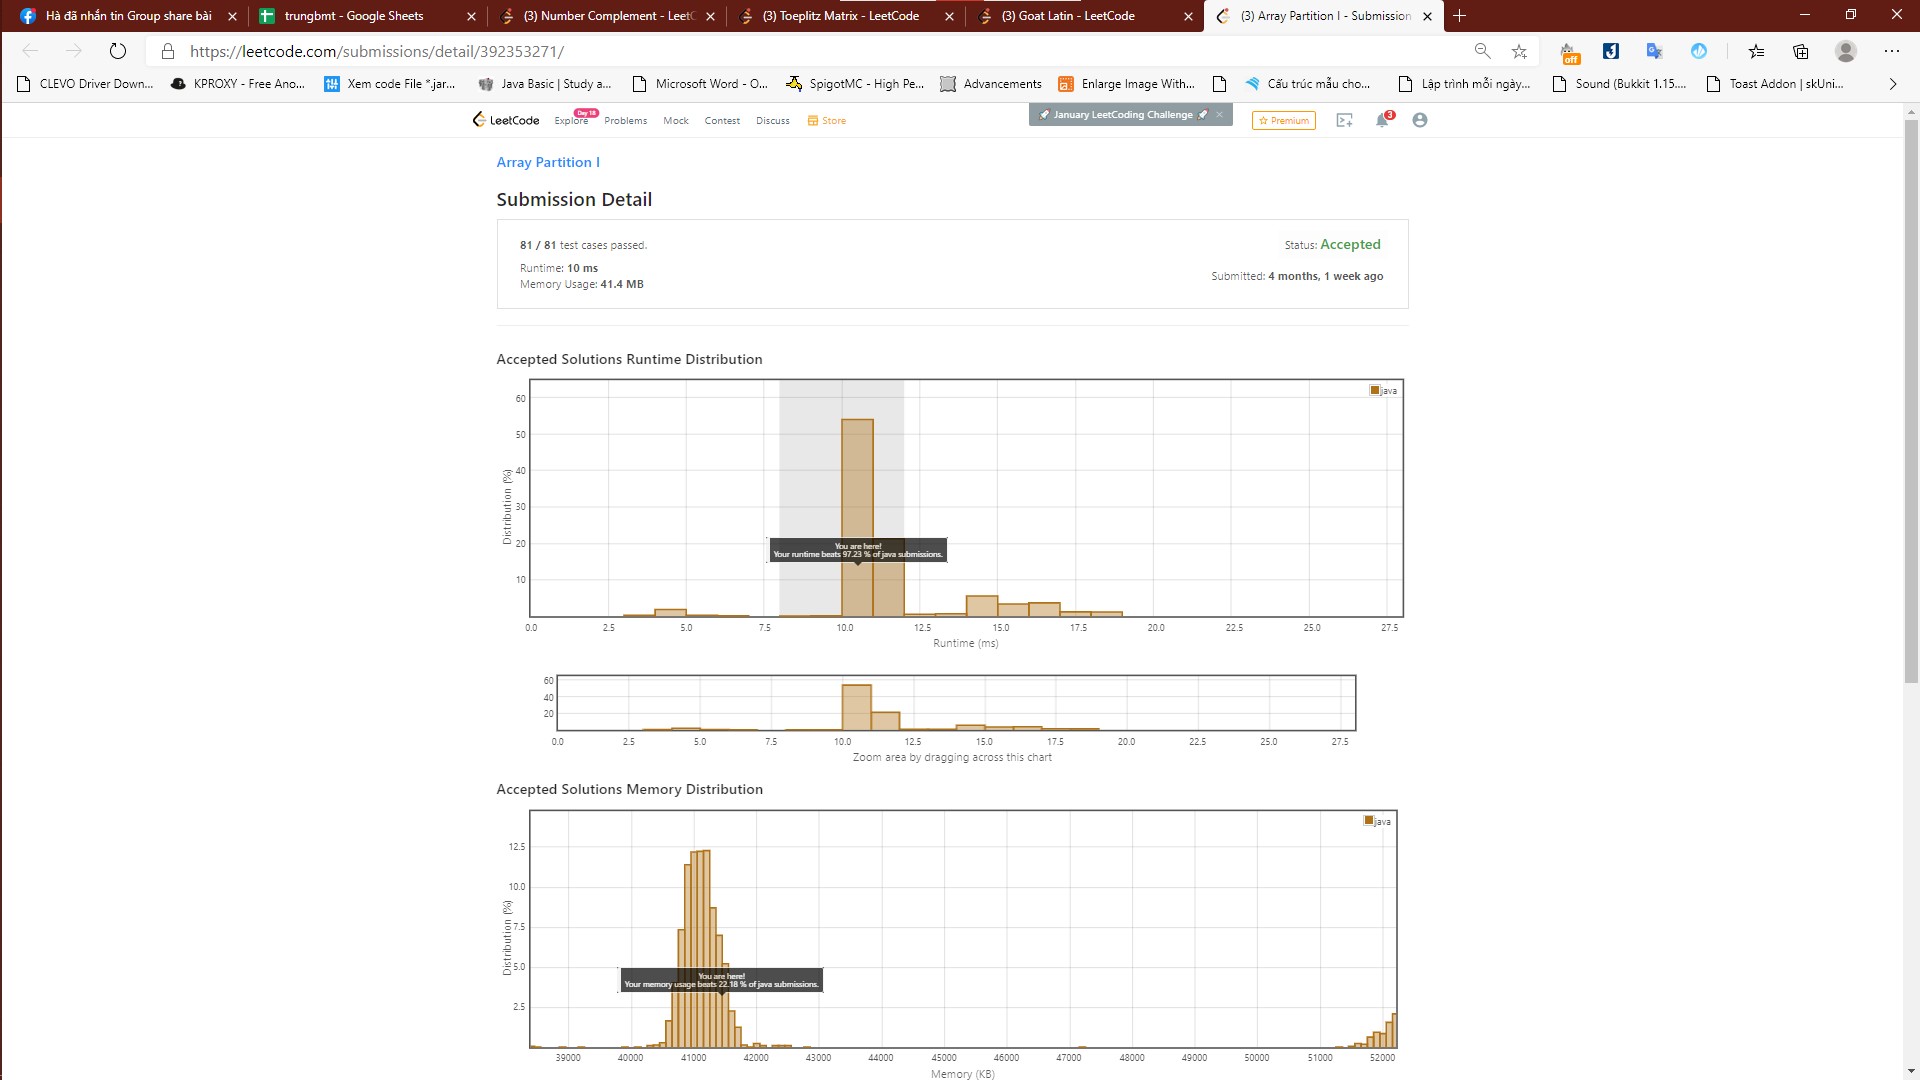 Hà đã nhắn tin Group share bài
trungbmt - Google Sheets
(3) Number Complement - LeetC
(3) Toeplitz Matrix - LeetCode
(3) Goat Latin - LeetCode
(3) Array Partition I - Submission
https://leetcode.com/submissions/detail/392353271/
off
CLEVO Driver Down...
KPROXY - Free Ano...
Xem code File *.jar...
Java Basic | Study a...
Microsoft Word - O...
SpigotMC - High Pe...
Advancements
Enlarge Image With...
Cấu trúc mẫu cho...
Lập trình mỗi ngày...
Sound (Bukkit 1.15....
Toast Addon | skUni...
LeetCode
Explore
Day 18
Problems
Mock
Contest
Discuss
Store
January LeetCoding Challenge
Premium
3
Array Partition I
Submission Detail
81 / 81 test cases passed.
Status: Accepted
Runtime: 10 ms
Memory Usage: 41.4 MB
Submitted: 4 months, 1 week ago
Accepted Solutions Runtime Distribution
java
60
50
40
30
20
10
Distribution (%)
You are here!
Your runtime beats 97.23 % of java submissions.
0.0 2.5 5.0 7.5 10.0 12.5 15.0 17.5 20.0 22.5 25.0 27.5
Runtime (ms)
60
40
20
0.0 2.5 5.0 7.5 10.0 12.5 15.0 17.5 20.0 22.5 25.0 27.5
Zoom area by dragging across this chart
Accepted Solutions Memory Distribution
java
12.5
10.0
7.5
5.0
2.5
Distribution (%)
You are here!
Your memory usage beats 22.18 % of java submissions.
39000 40000 41000 42000 43000 44000 45000 46000 47000 48000 49000 50000 51000 52000
Memory (KB)